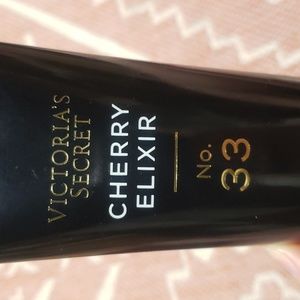 VICTORIA'S
SECRET
CHERRY
ELIXIR
No.
33